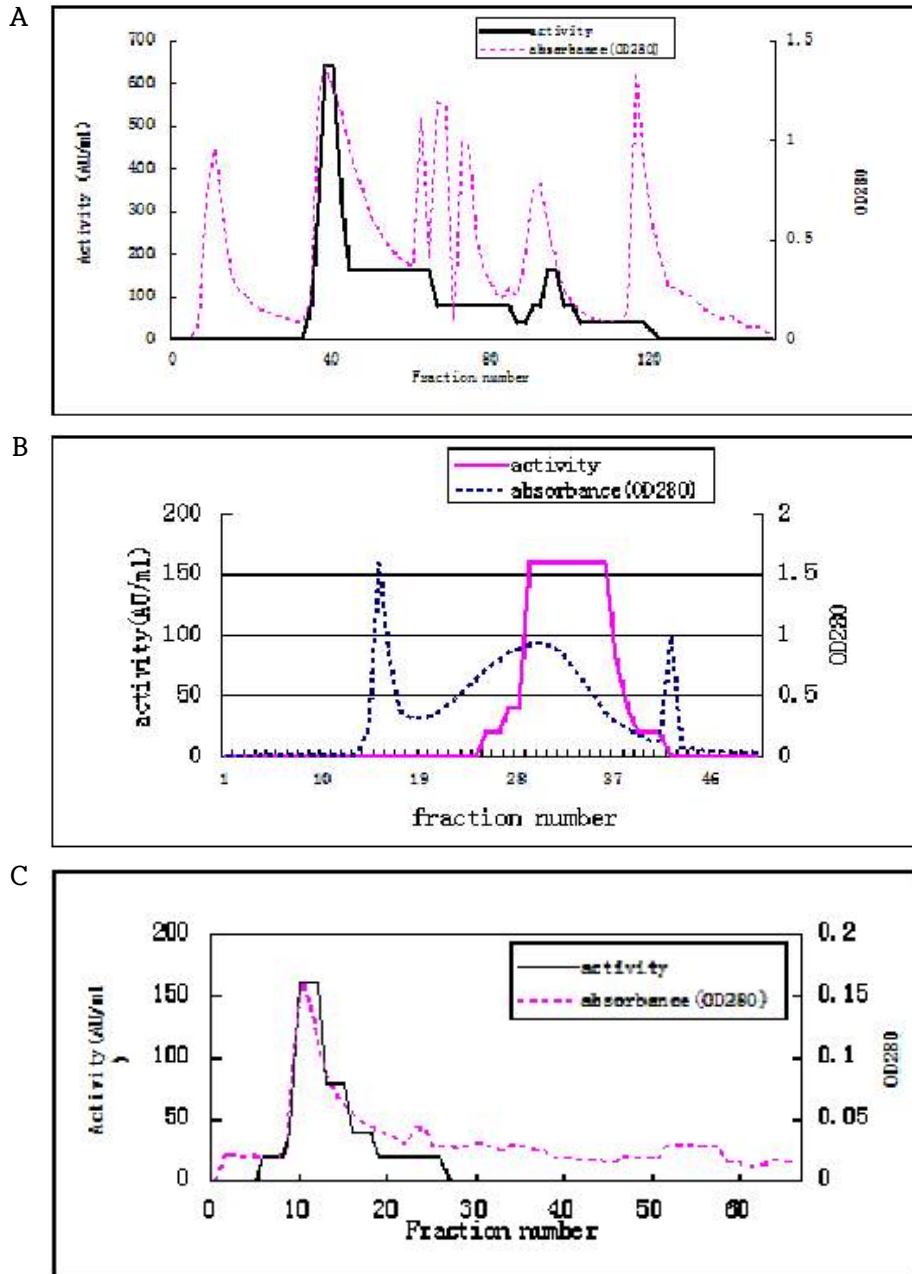 A
activity
absorbance(OD280)
700
600
500
400
300
200
100
0
Activity (AU/ml)
1.5
1
0.5
0
OD280
0 40 80 120
Fraction number
B
activity
absorbance(OD280)
200
150
100
50
0
activity(AU/ml)
2
1.5
1
0.5
0
OD280
1 10 19 28 37 46
fraction number
C
activity
absorbance(OD280)
200
150
100
50
0
Activity(AU/ml
)
0.2
0.15
0.1
0.05
0
OD280
0 10 20 30 40 50 60
Fraction number